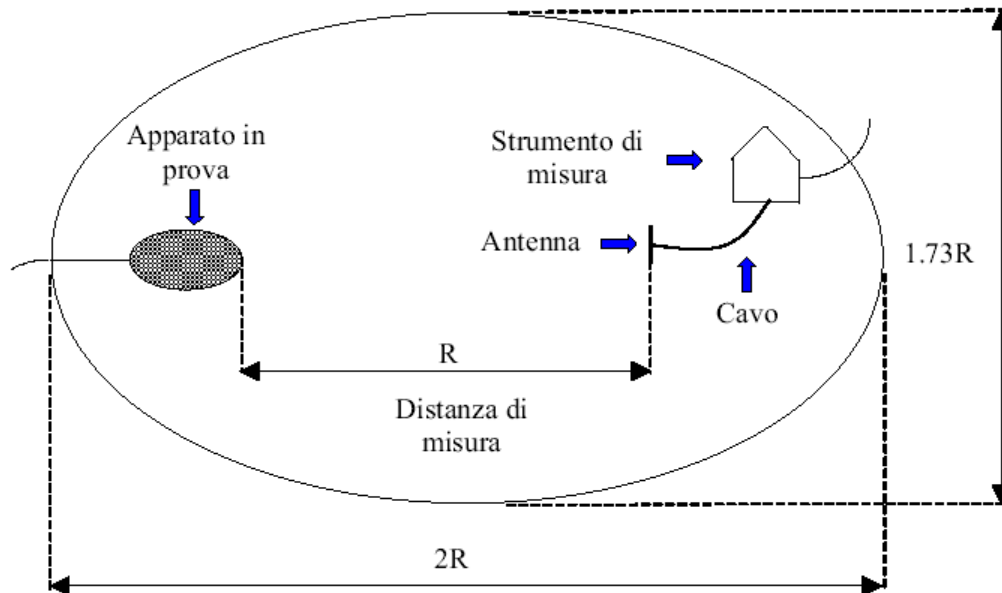 Apparato in
prova
Strumento di
misura
Antenna
1.73R
Cavo
R
Distanza di
misura
2R